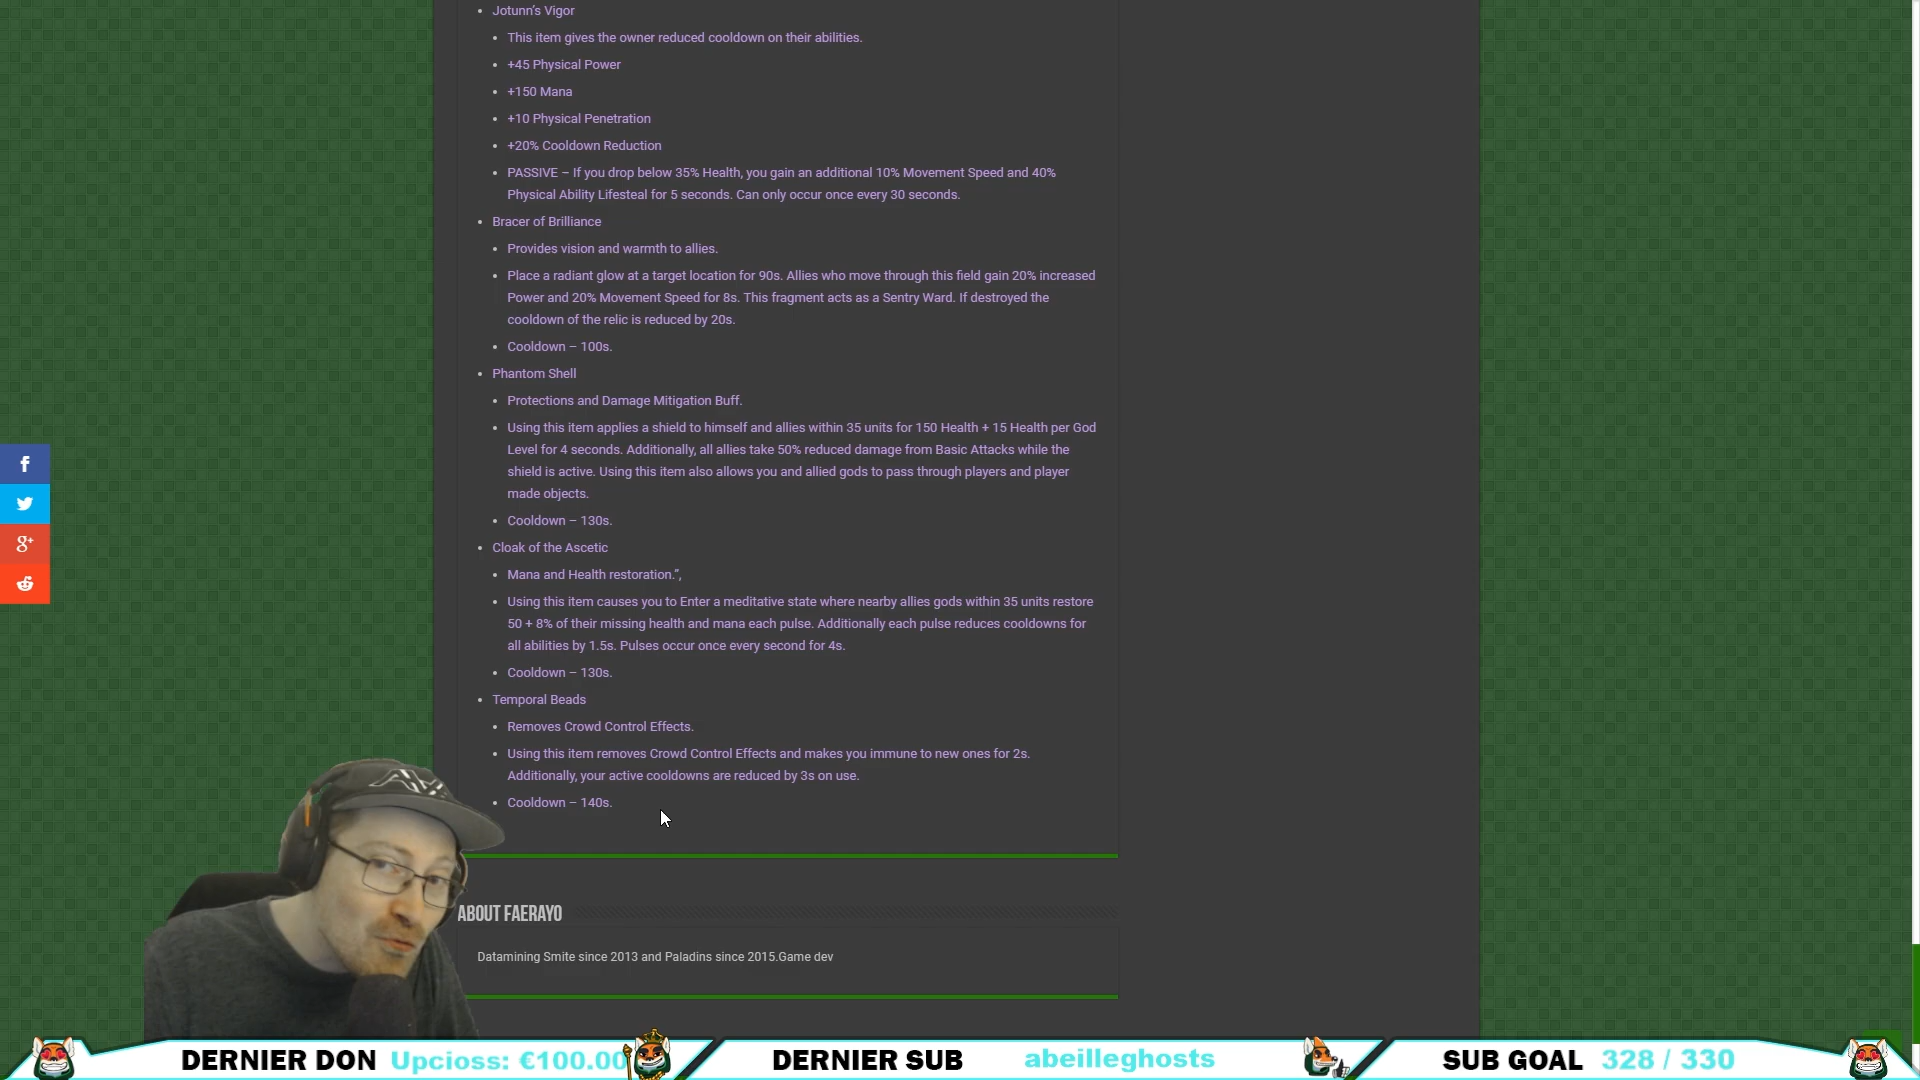 Jotunn's Vigor
This item gives the owner reduced cooldown on their abilities.
+45 Physical Power
+150 Mana
+10 Physical Penetration
+20% Cooldown Reduction
PASSIVE – If you drop below 35% Health, you gain an additional 10% Movement Speed and 40%
Physical Ability Lifesteal for 5 seconds. Can only occur once every 30 seconds.
Bracer of Brilliance
Provides vision and warmth to allies.
Place a radiant glow at a target location for 90s. Allies who move through this field gain 20% increased
Power and 20% Movement Speed for 8s. This fragment acts as a Sentry Ward. If destroyed the
cooldown of the relic is reduced by 20s.
Cooldown – 100s.
Phantom Shell
Protections and Damage Mitigation Buff.
Using this item applies a shield to himself and allies within 35 units for 150 Health + 15 Health per God
Level for 4 seconds. Additionally, all allies take 50% reduced damage from Basic Attacks while the
shield is active. Using this item also allows you and allied gods to pass through players and player
made objects.
Cooldown – 130s.
Cloak of the Ascetic
Mana and Health restoration.”,
Using this item causes you to Enter a meditative state where nearby allies gods within 35 units restore
50 + 8% of their missing health and mana each pulse. Additionally each pulse reduces cooldowns for
all abilities by 1.5s. Pulses occur once every second for 4s.
Cooldown – 130s.
Temporal Beads
Removes Crowd Control Effects.
Using this item removes Crowd Control Effects and makes you immune to new ones for 2s.
Additionally, your active cooldowns are reduced by 3s on use.
Cooldown – 140s.
ABOUT FAERAYO
Datamining Smite since 2013 and Paladins since 2015.Game dev
DERNIER DON Upcioss: €100.00 DERNIER SUB abeilleghosts SUB GOAL 328 / 330